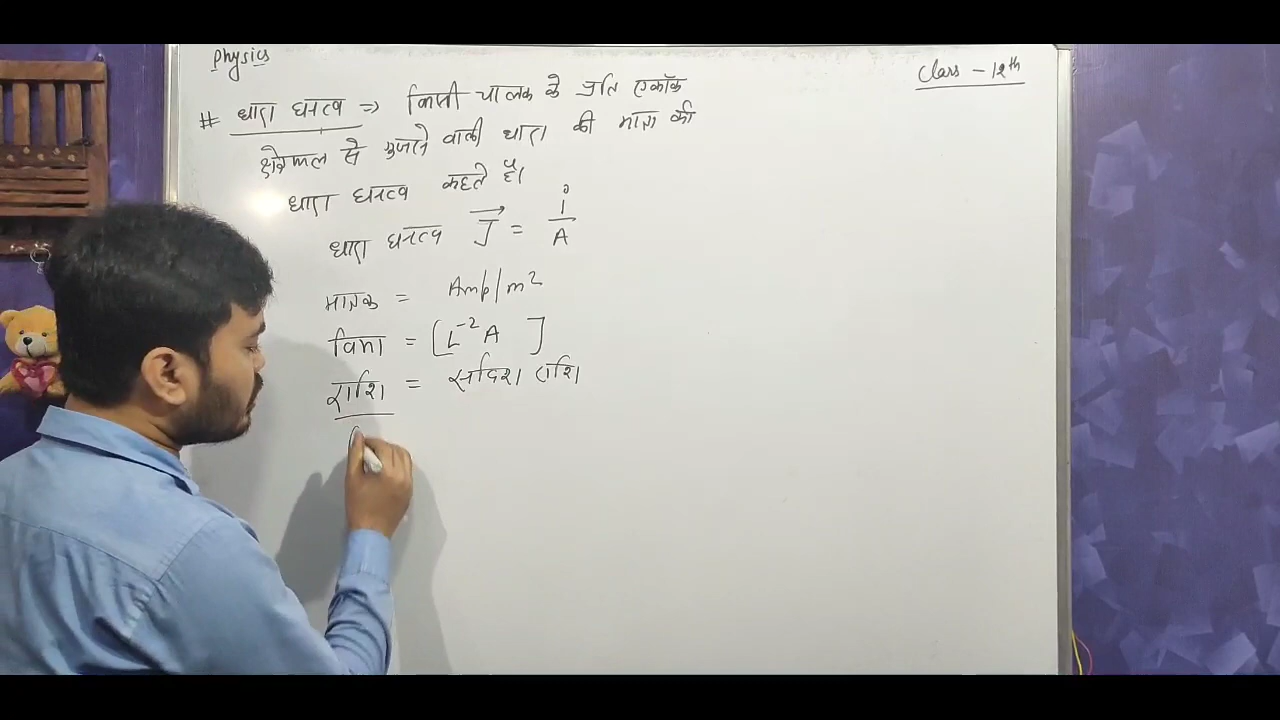 Physics
Class - 12th
# धारा घनत्व => किसी चालक के प्रति एकॉक
क्षेत्रफल से गुजरने वाली धारा की मात्रा को
धारा घनत्व कहते है।
धारा घनत्व J⃗ = i/A
मात्रक = Amp/m²
विमा = [L⁻²A ]
राशि = सदिश राशि